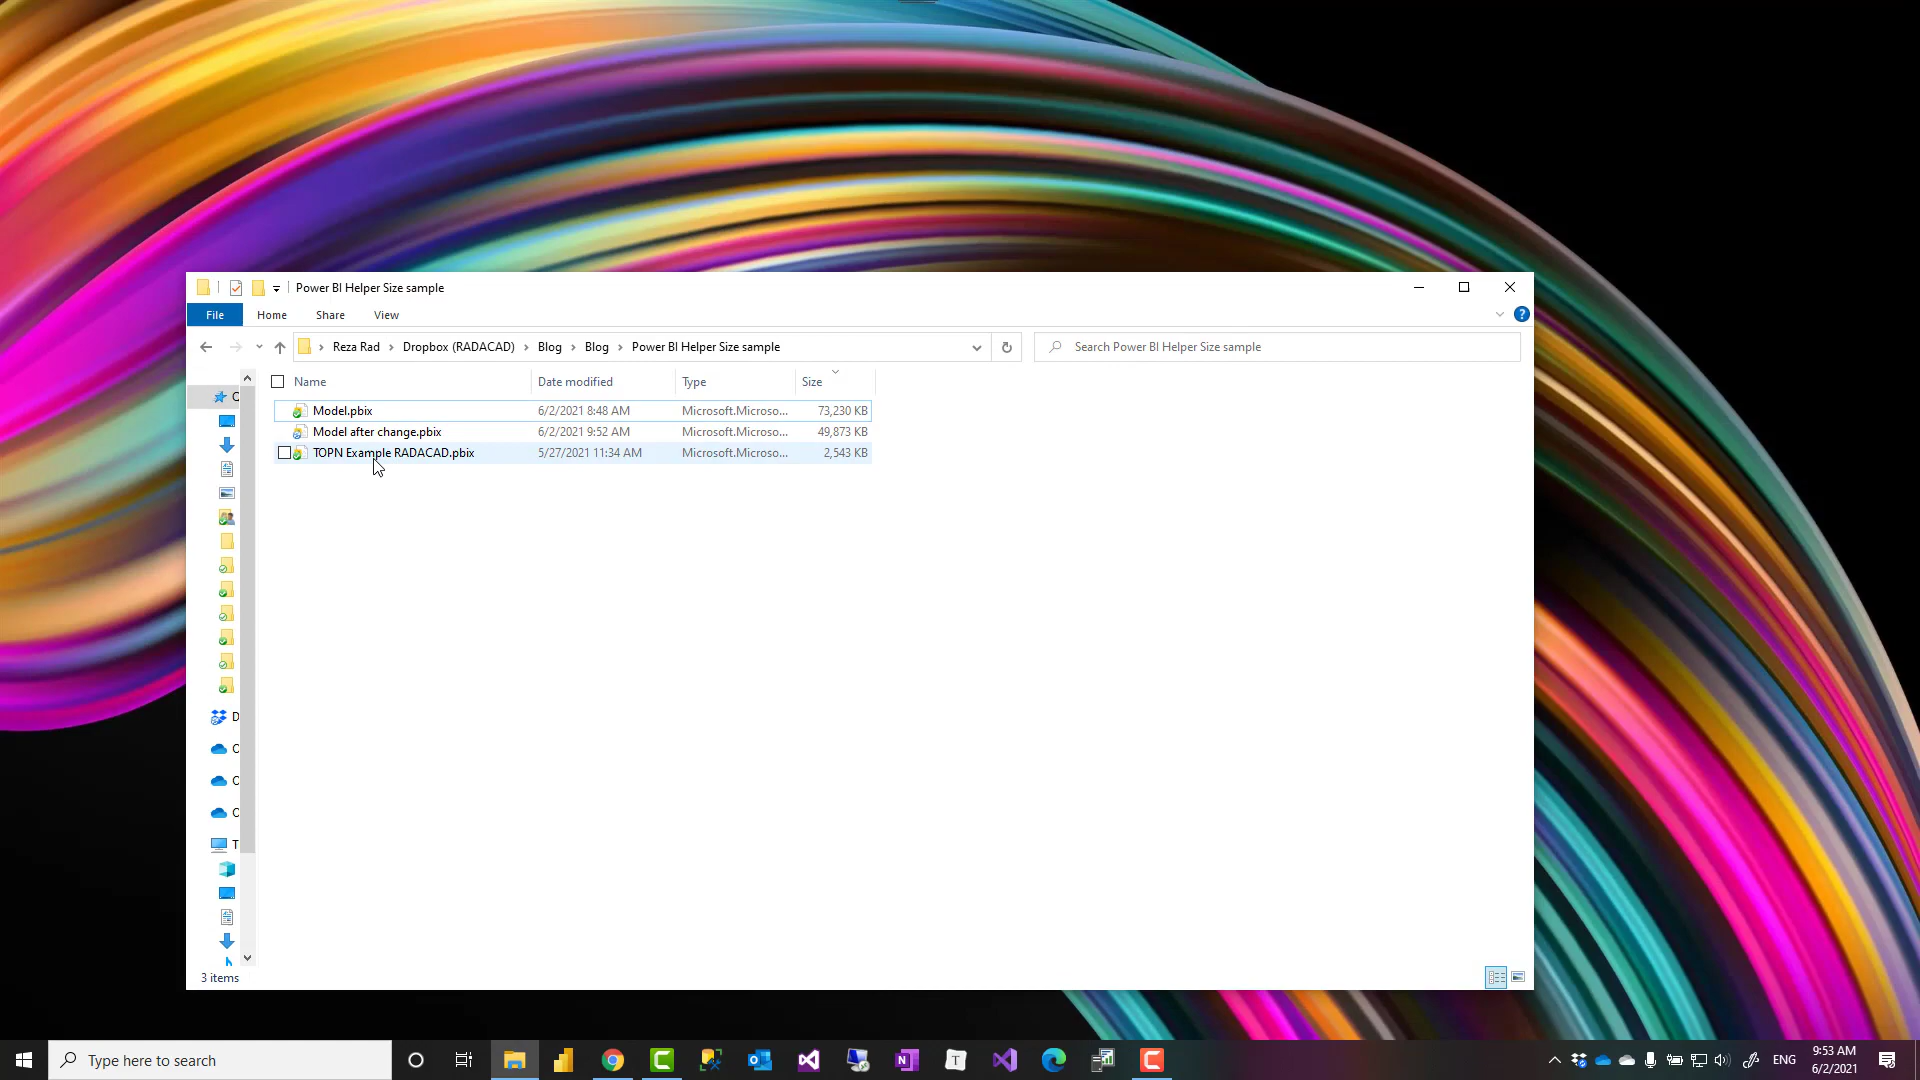 Power BI Helper Size sample
File Home Share View
Reza Rad Dropbox (RADACAD) Blog Blog Power BI Helper Size sample
Search Power BI Helper Size sample
Name Date modified Type Size
Model.pbix 6/2/2021 8:48 AM Microsoft.Microso... 73,230 KB
Model after change.pbix 6/2/2021 9:52 AM Microsoft.Microso... 49,873 KB
TOPN Example RADACAD.pbix 5/27/2021 11:34 AM Microsoft.Microso... 2,543 KB
3 items
Type here to search
ENG
9:53 AM
6/2/2021